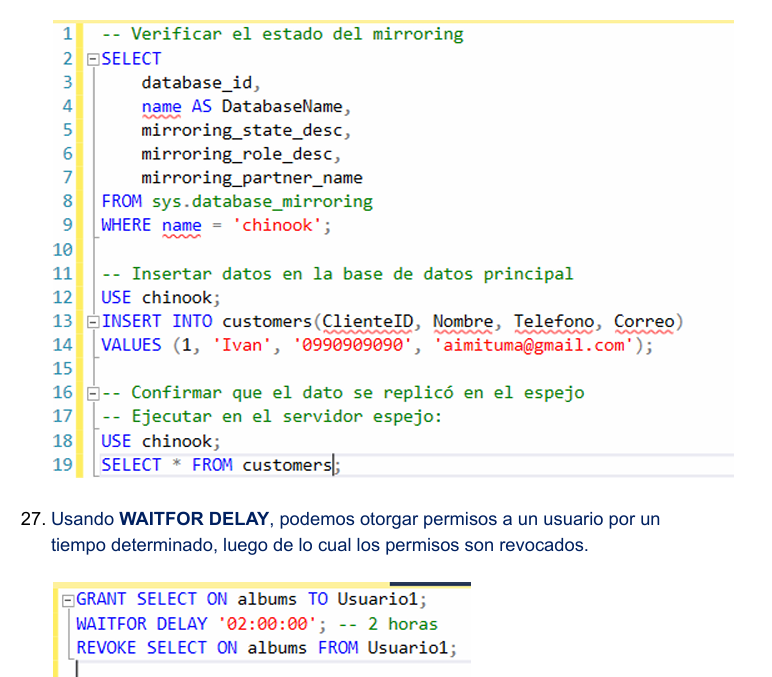 1 -- Verificar el estado del mirroring
2 SELECT
3 database_id,
4 name AS DatabaseName,
5 mirroring_state_desc,
6 mirroring_role_desc,
7 mirroring_partner_name
8 FROM sys.database_mirroring
9 WHERE name = 'chinook';
10
11 -- Insertar datos en la base de datos principal
12 USE chinook;
13 INSERT INTO customers(ClienteID, Nombre, Telefono, Correo)
14 VALUES (1, 'Ivan', '0990909090', 'aimituma@gmail.com');
15
16 -- Confirmar que el dato se replicó en el espejo
17 -- Ejecutar en el servidor espejo:
18 USE chinook;
19 SELECT * FROM customers;
27. Usando WAITFOR DELAY, podemos otorgar permisos a un usuario por un
tiempo determinado, luego de lo cual los permisos son revocados.
GRANT SELECT ON albums TO Usuario1;
WAITFOR DELAY '02:00:00'; -- 2 horas
REVOKE SELECT ON albums FROM Usuario1;